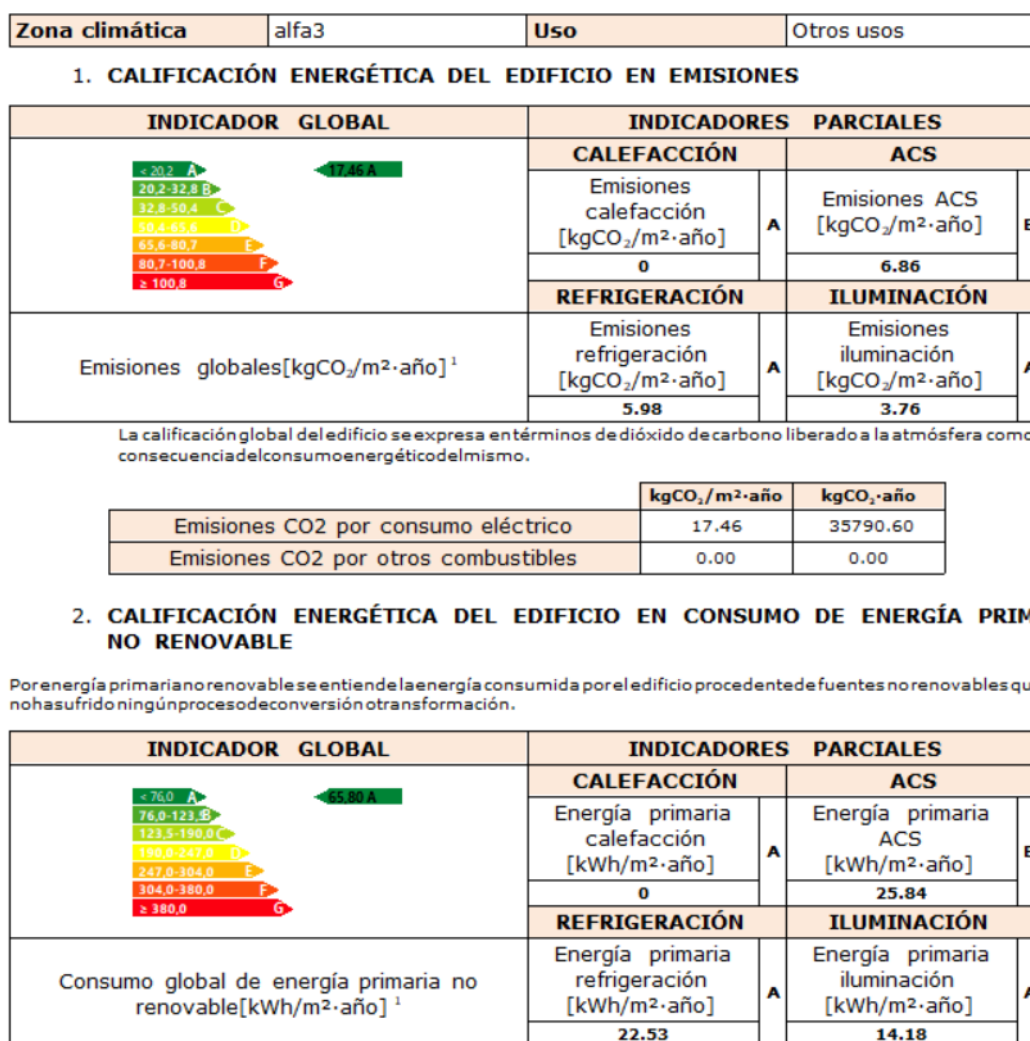 Zona climática alfa3 Uso Otros usos
1. CALIFICACIÓN ENERGÉTICA DEL EDIFICIO EN EMISIONES
INDICADOR GLOBAL INDICADORES PARCIALES
CALEFACCIÓN ACS
< 20,2 A 17,46 A
20,2-32,8 B
32,8-50,4 C
50,4-65,6 D
65,6-80,7 E
80,7-100,8 F
≥ 100,8 G
Emisiones
calefacción
[kgCO₂/m²·año]
A
Emisiones ACS
[kgCO₂/m²·año]
0 6.86
REFRIGERACIÓN ILUMINACIÓN
Emisiones globales[kgCO₂/m²·año] ¹
Emisiones
refrigeración
[kgCO₂/m²·año]
A
Emisiones
iluminación
[kgCO₂/m²·año]
5.98 3.76
La calificación global del edificio se expresa en términos de dióxido de carbono liberado a la atmósfera como
consecuencia del consumo energético del mismo.
kgCO₂/m²·año kgCO₂·año
Emisiones CO2 por consumo eléctrico 17.46 35790.60
Emisiones CO2 por otros combustibles 0.00 0.00
2. CALIFICACIÓN ENERGÉTICA DEL EDIFICIO EN CONSUMO DE ENERGÍA PRIM
NO RENOVABLE
Por energía primaria no renovable se entiende la energía consumida por el edificio procedente de fuentes no renovables qu
no ha sufrido ningún proceso de conversión o transformación.
INDICADOR GLOBAL INDICADORES PARCIALES
CALEFACCIÓN ACS
< 76,0 A 65,80 A
76,0-123,5 B
123,5-190,0 C
190,0-247,0 D
247,0-304,0 E
304,0-380,0 F
≥ 380,0 G
Energía primaria
calefacción
[kWh/m²·año]
A
Energía primaria
ACS
[kWh/m²·año]
0 25.84
REFRIGERACIÓN ILUMINACIÓN
Consumo global de energía primaria no
renovable[kWh/m²·año] ¹
Energía primaria
refrigeración
[kWh/m²·año]
A
Energía primaria
iluminación
[kWh/m²·año]
22.53 14.18